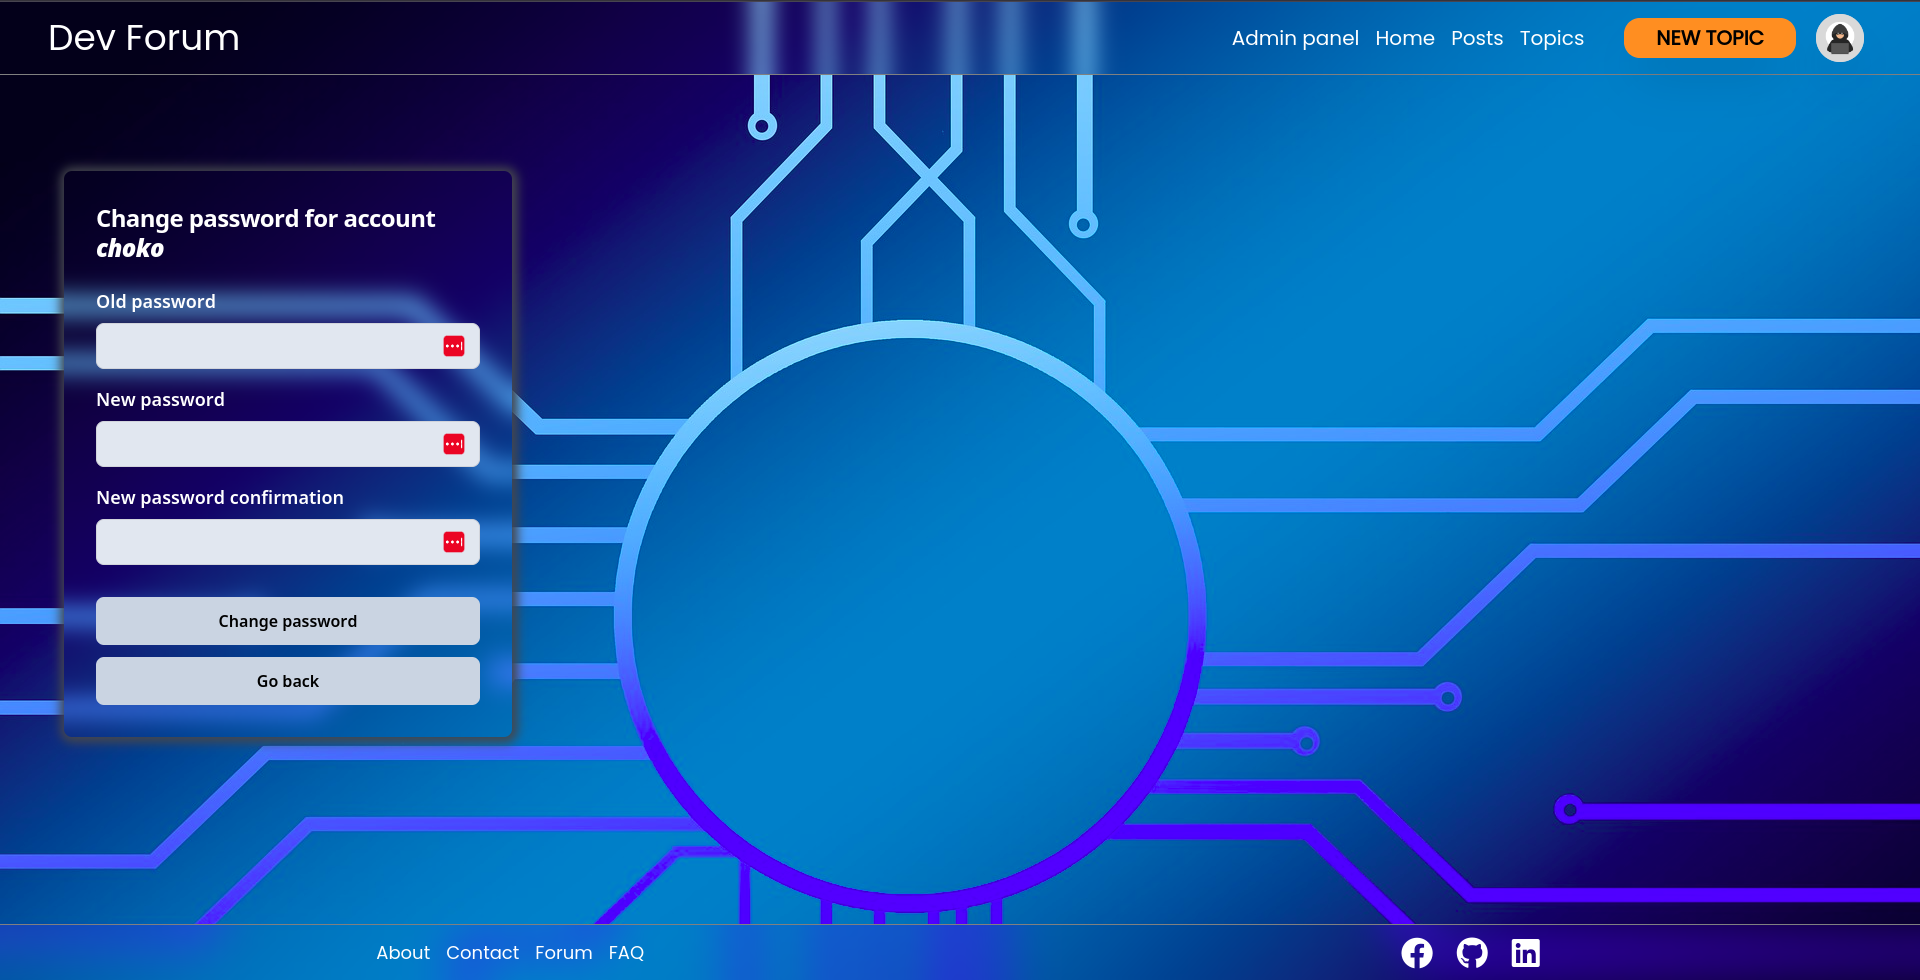 Dev Forum
Admin panel Home Posts Topics NEW TOPIC
Change password for account
choko
Old password
New password
New password confirmation
Change password
Go back
About Contact Forum FAQ